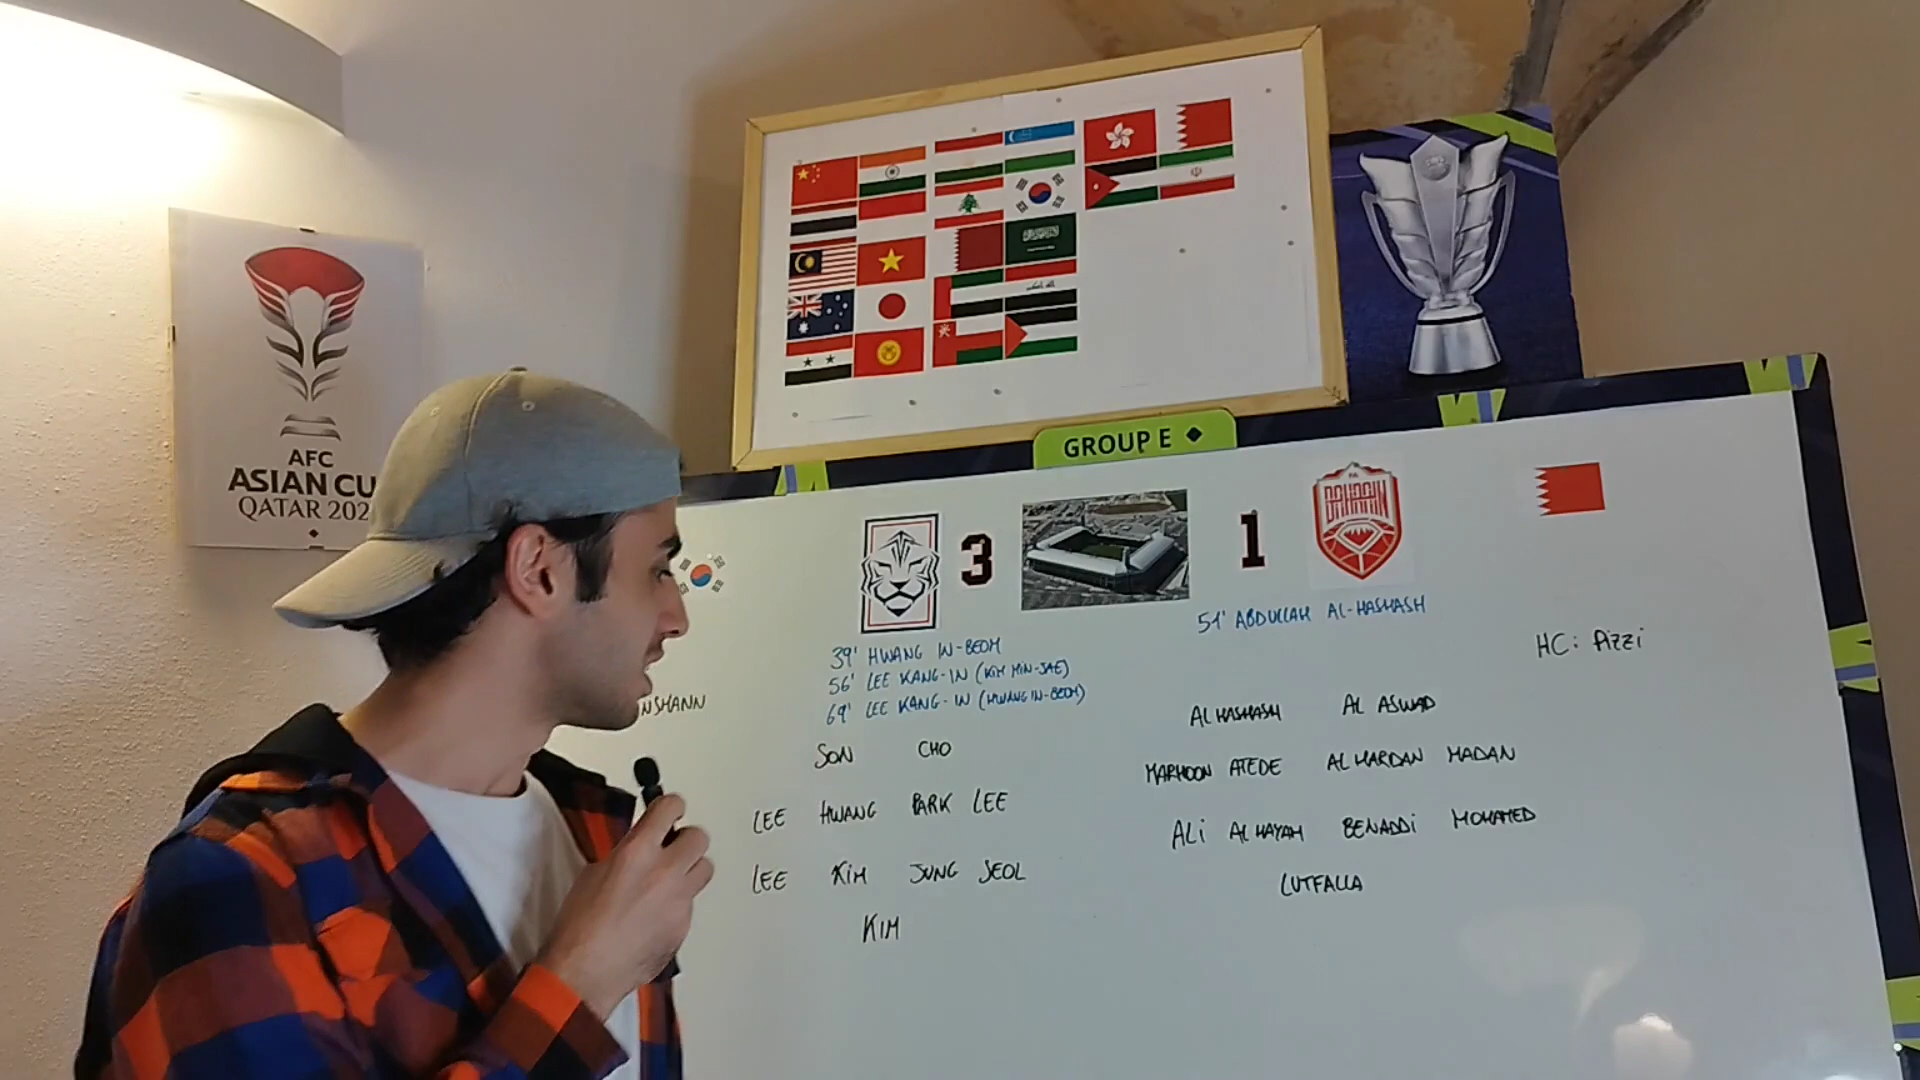 AFC
ASIAN CU
QATAR 202
GROUP E
3
1
BAHRAIN
39' HWANG IN-BEOM
56' LEE KANG-IN (KIM MIN-JAE)
69' LEE KANG-IN (HWANG IN-BEOM)
51' ABDULLAH AL-HASHASH
HC: AZZi
NSMANN
SON CHO
LEE HWANG PARK LEE
LEE KIM JUNG SEOL
KIM
AL HASHASH AL ASWAD
MARHOON ATEDE AL HARDAN MADAN
ALi AL HAYAM BENADDi MOHAMED
LUTFALLA